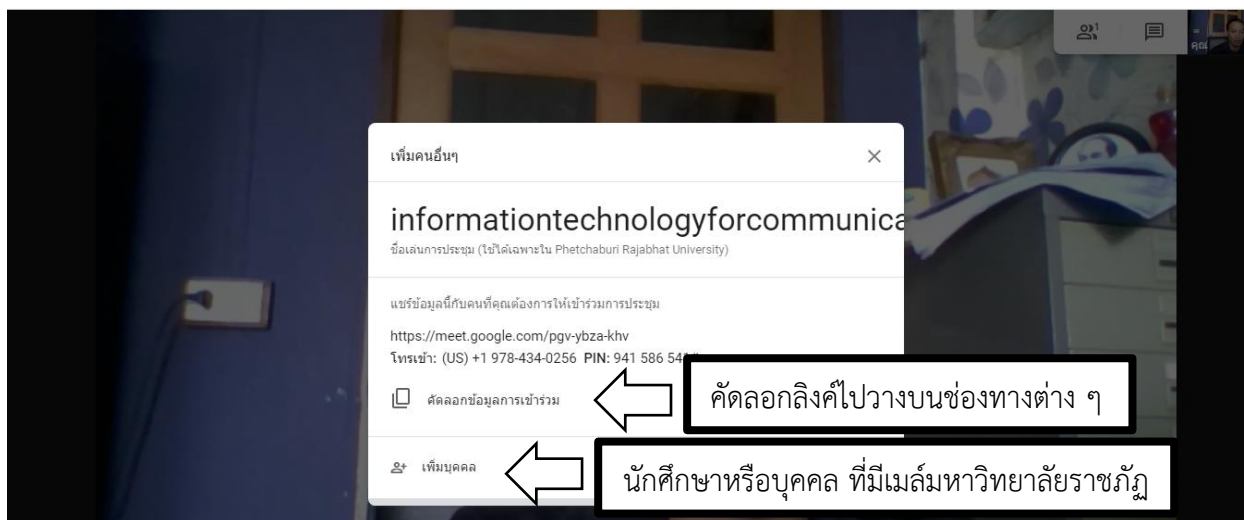 เพิ่มคนอื่นๆ
informationtechnologyforcommunica
ชื่อเล่นการประชุม (ใช้ได้เฉพาะใน Phetchaburi Rajabhat University)
แชร์ข้อมูลนี้กับคนที่คุณต้องการให้เข้าร่วมการประชุม
https://meet.google.com/pgv-ybza-khv
โทรเข้า: (US) +1 978-434-0256 PIN: 941 586
คัดลอกข้อมูลการเข้าร่วม
คัดลอกลิงค์ไปวางบนช่องทางต่าง ๆ
เพิ่มบุคคล
นักศึกษาหรือบุคคล ที่มีเมล์มหาวิทยาลัยราชภัฏ